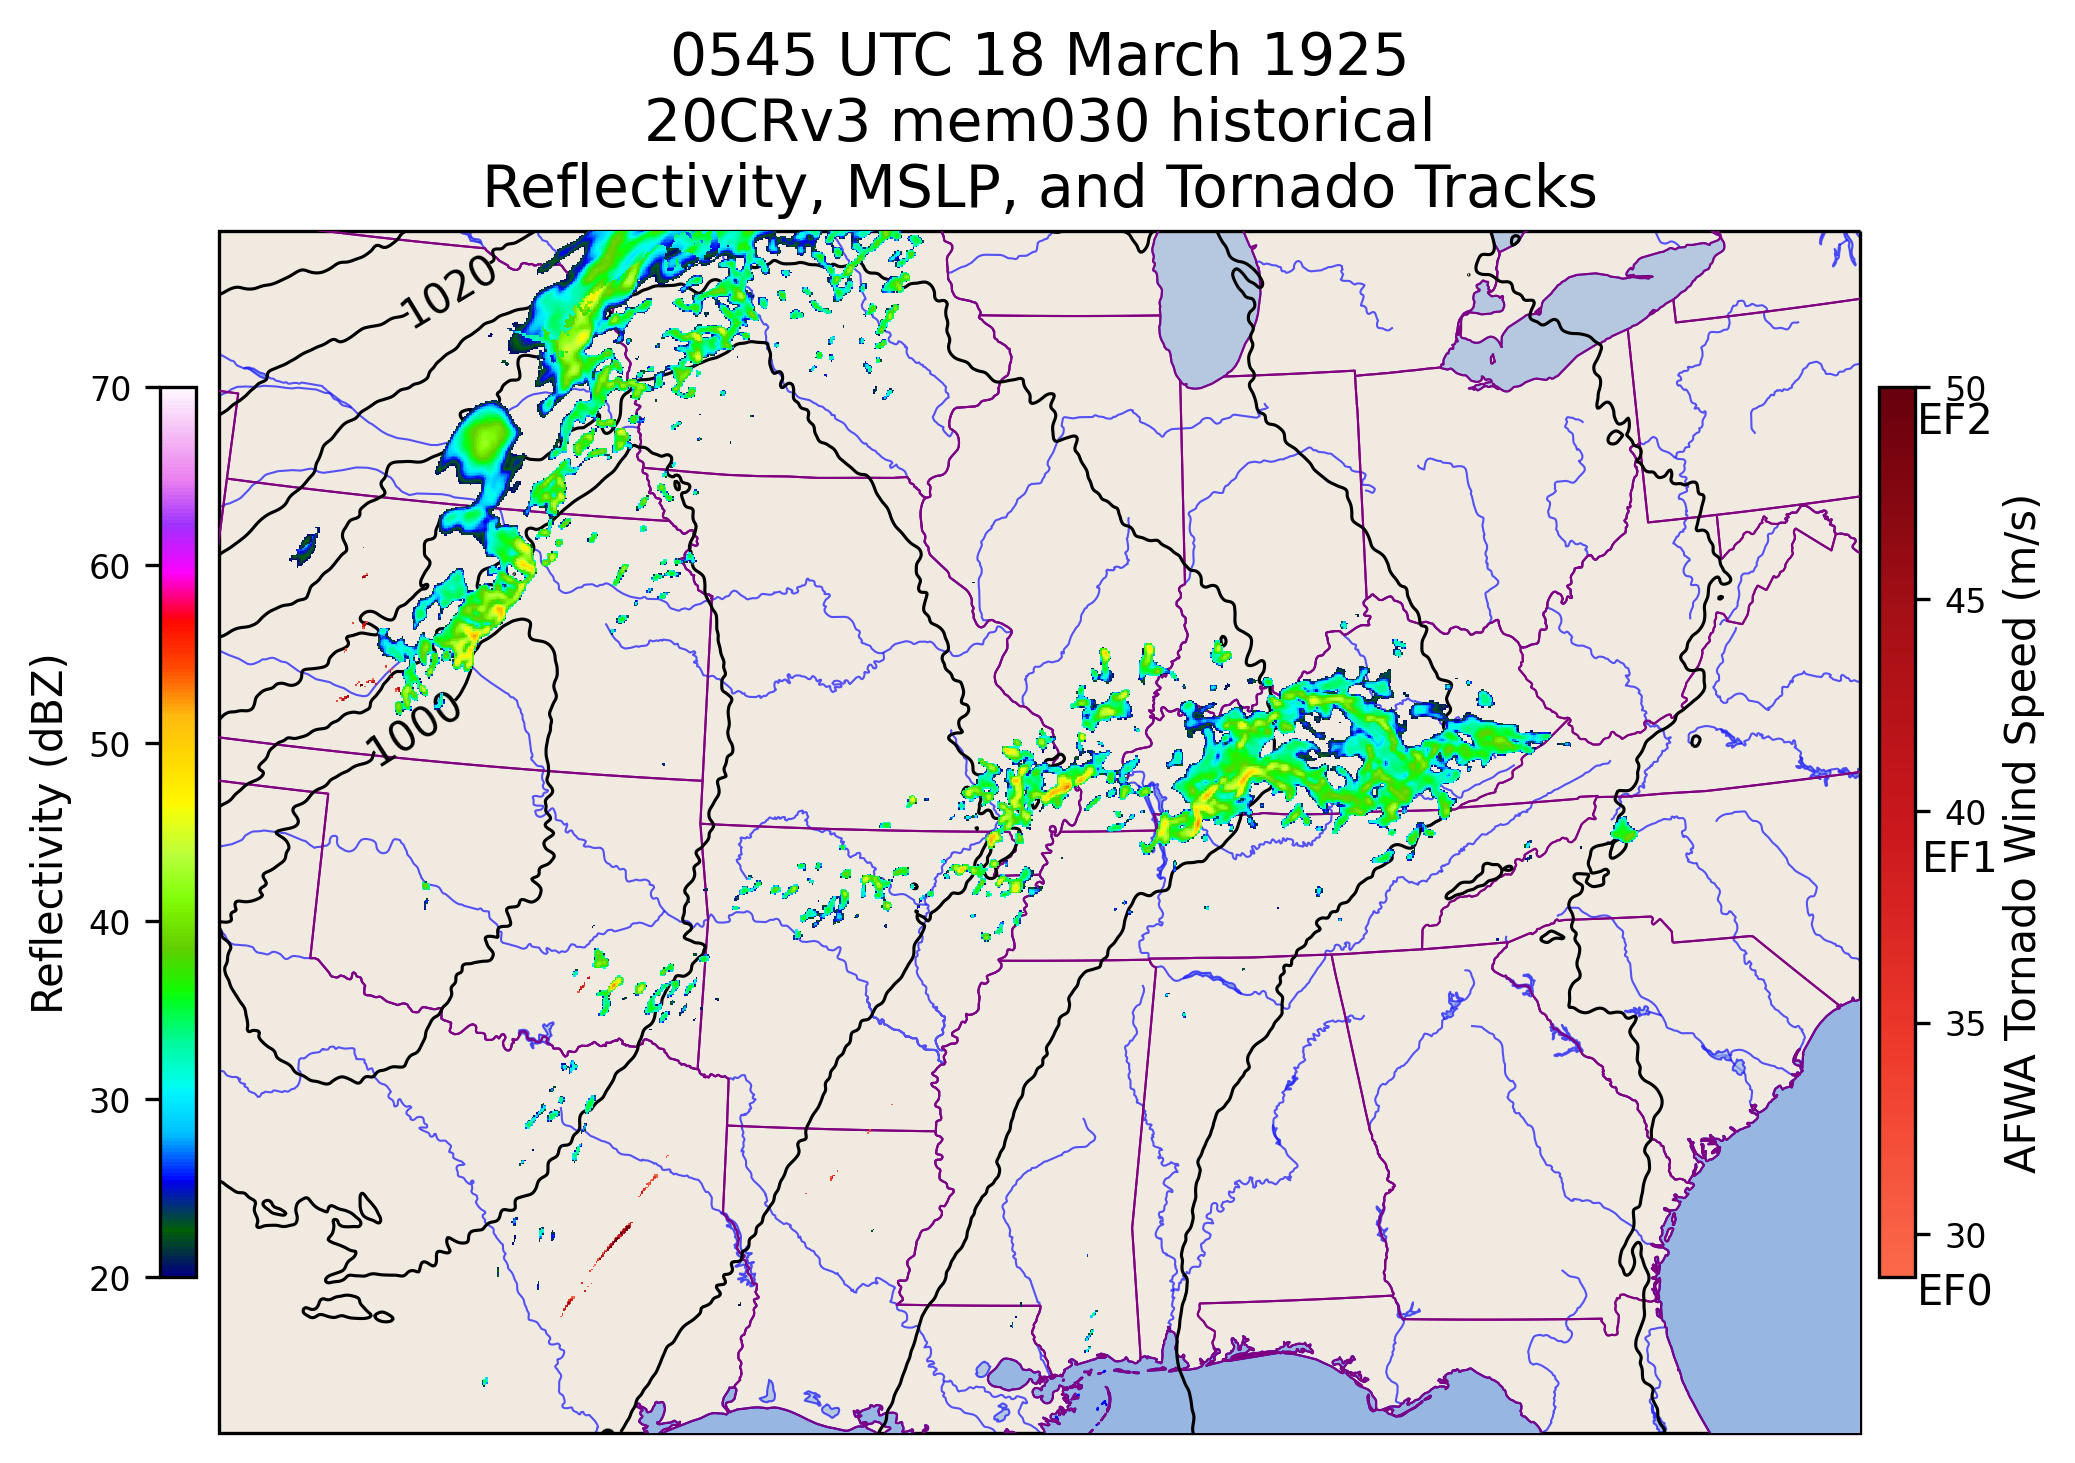 0545 UTC 18 March 1925
20CRv3 mem030 historical
Reflectivity, MSLP, and Tornado Tracks
1020
1000
Reflectivity (dBZ)
70
60
50
40
30
20
50
EF2
45
40
EF1
35
30
EF0
AFWA Tornado Wind Speed (m/s)